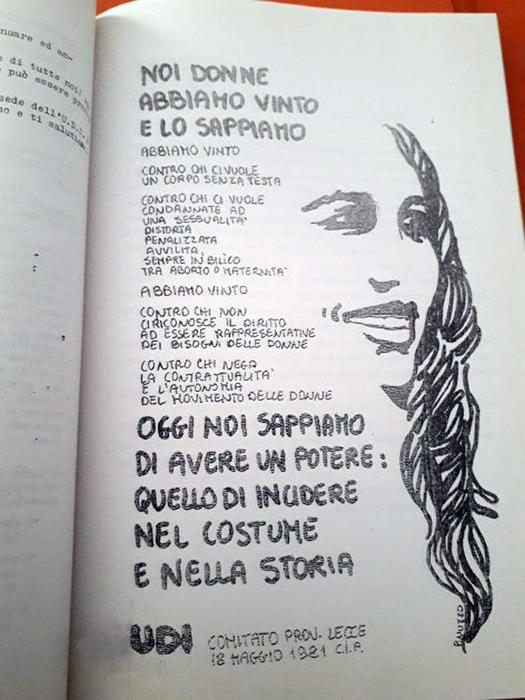 nuare ed am-
e di tutte noi!
può essere
sede dell'U.D.I.
no e ti salutiamo
NOI DONNE
ABBIAMO VINTO
E LO SAPPIAMO
ABBIAMO VINTO
CONTRO CHI CI VUOLE
UN CORPO SENZA TESTA
CONTRO CHI CI VUOLE
CONDANNATE AD
UNA SESSUALITA'
DISTORTA
PENALIZZATA
AVVILITA,
SEMPRE IN BILICO
TRA ABORTO O MATERNITA'
ABBIAMO VINTO
CONTRO CHI NON
CI RICONOSCE IL DIRITTO
AD ESSERE RAPPRESENTATIVE
DEI BISOGNI DELLE DONNE
CONTRO CHI NEGA
LA CONTRATTUALITA'
E L'AUTONOMIA
DEL MOVIMENTO DELLE DONNE
OGGI NOI SAPPIAMO
DI AVERE UN POTERE:
QUELLO DI INCIDERE
NEL COSTUME
E NELLA STORIA
UDI COMITATO PROV. LECCE
18 MAGGIO 1981 C.I.P.